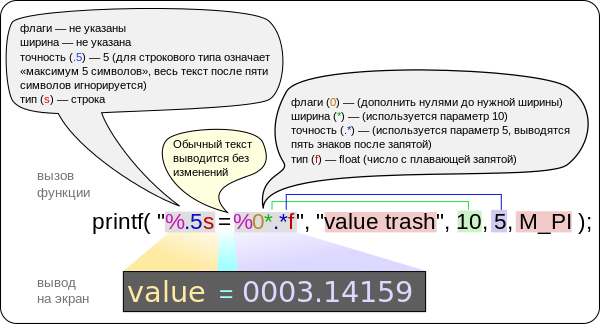 флаги — не указаны
ширина — не указана
точность (.5) — 5 (для строкового типа означает
«максимум 5 символов», весь текст после пяти
символов игнорируется)
тип (s) — строка
Обычный текст
выводится без
изменений
флаги (0) — (дополнить нулями до нужной ширины)
ширина (*) — (используется параметр 10)
точность (.*) — (используется параметр 5, выводятся
пять знаков после запятой)
тип (f) — float (число с плавающей запятой)
вызов
функции
printf( "%.5s=%0*.*f", "value trash", 10, 5, M_PI );
вывод
на экран
value = 0003.14159